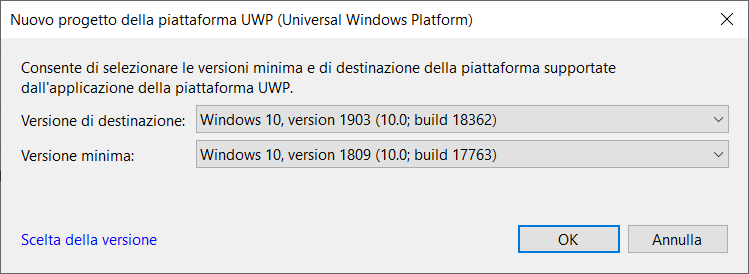 Nuovo progetto della piattaforma UWP (Universal Windows Platform)
Consente di selezionare le versioni minima e di destinazione della piattaforma supportate
dall'applicazione della piattaforma UWP.
Versione di destinazione: Windows 10, version 1903 (10.0; build 18362)
Versione minima: Windows 10, version 1809 (10.0; build 17763)
Scelta della versione OK Annulla